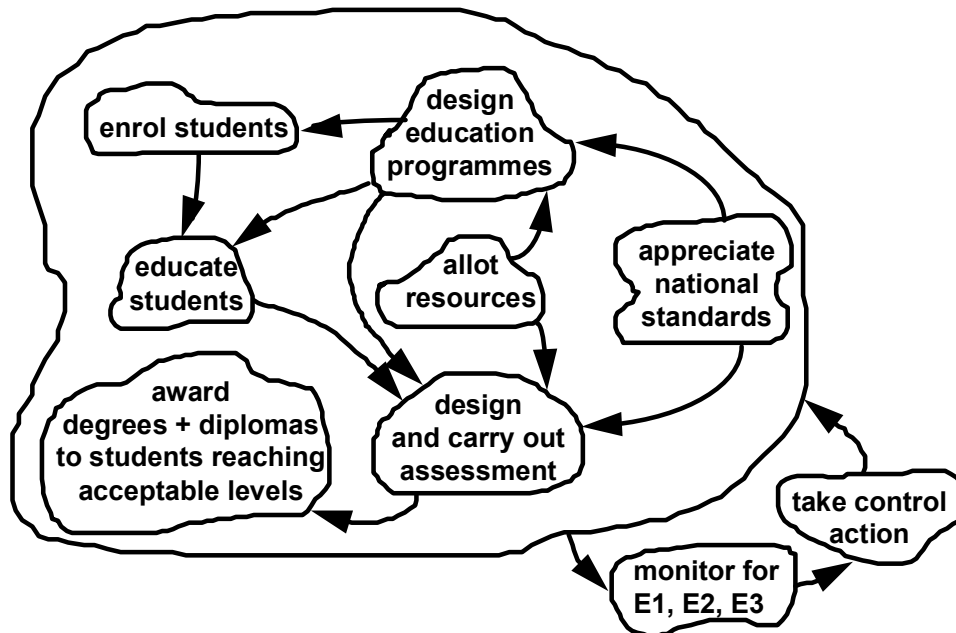 enrol students
design
education
programmes
educate
students
allot
resources
appreciate
national
standards
award
degrees + diplomas
to students reaching
acceptable levels
design
and carry out
assessment
take control
action
monitor for
E1, E2, E3